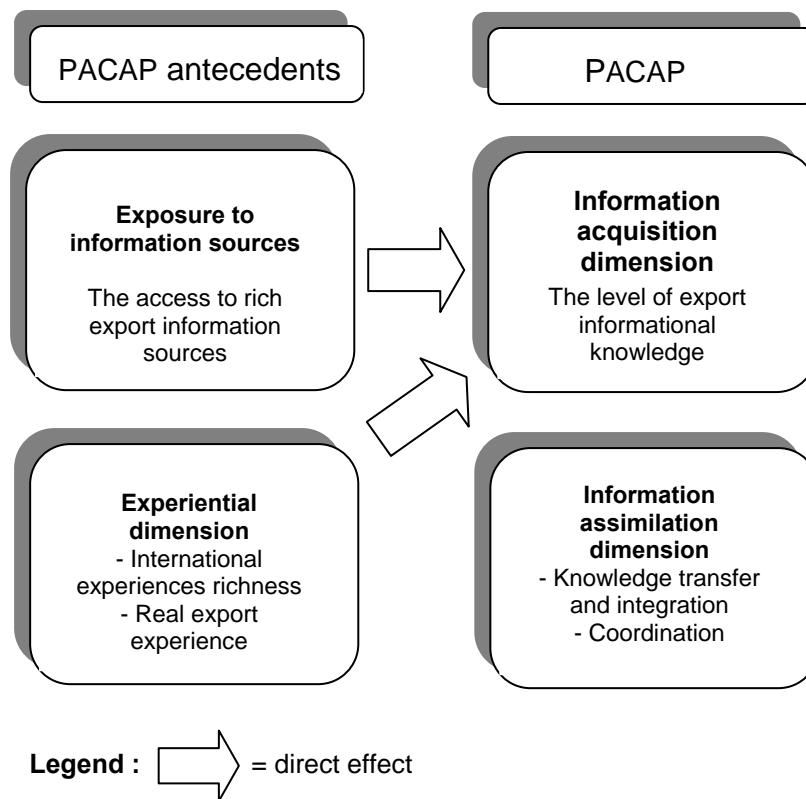 PACAP antecedents
PACAP
Exposure to
information sources
The access to rich
export information
sources
Information
acquisition
dimension
The level of export
informational
knowledge
Experiential
dimension
- International
experiences richness
- Real export
experience
Information
assimilation
dimension
- Knowledge transfer
and integration
- Coordination
Legend : = direct effect